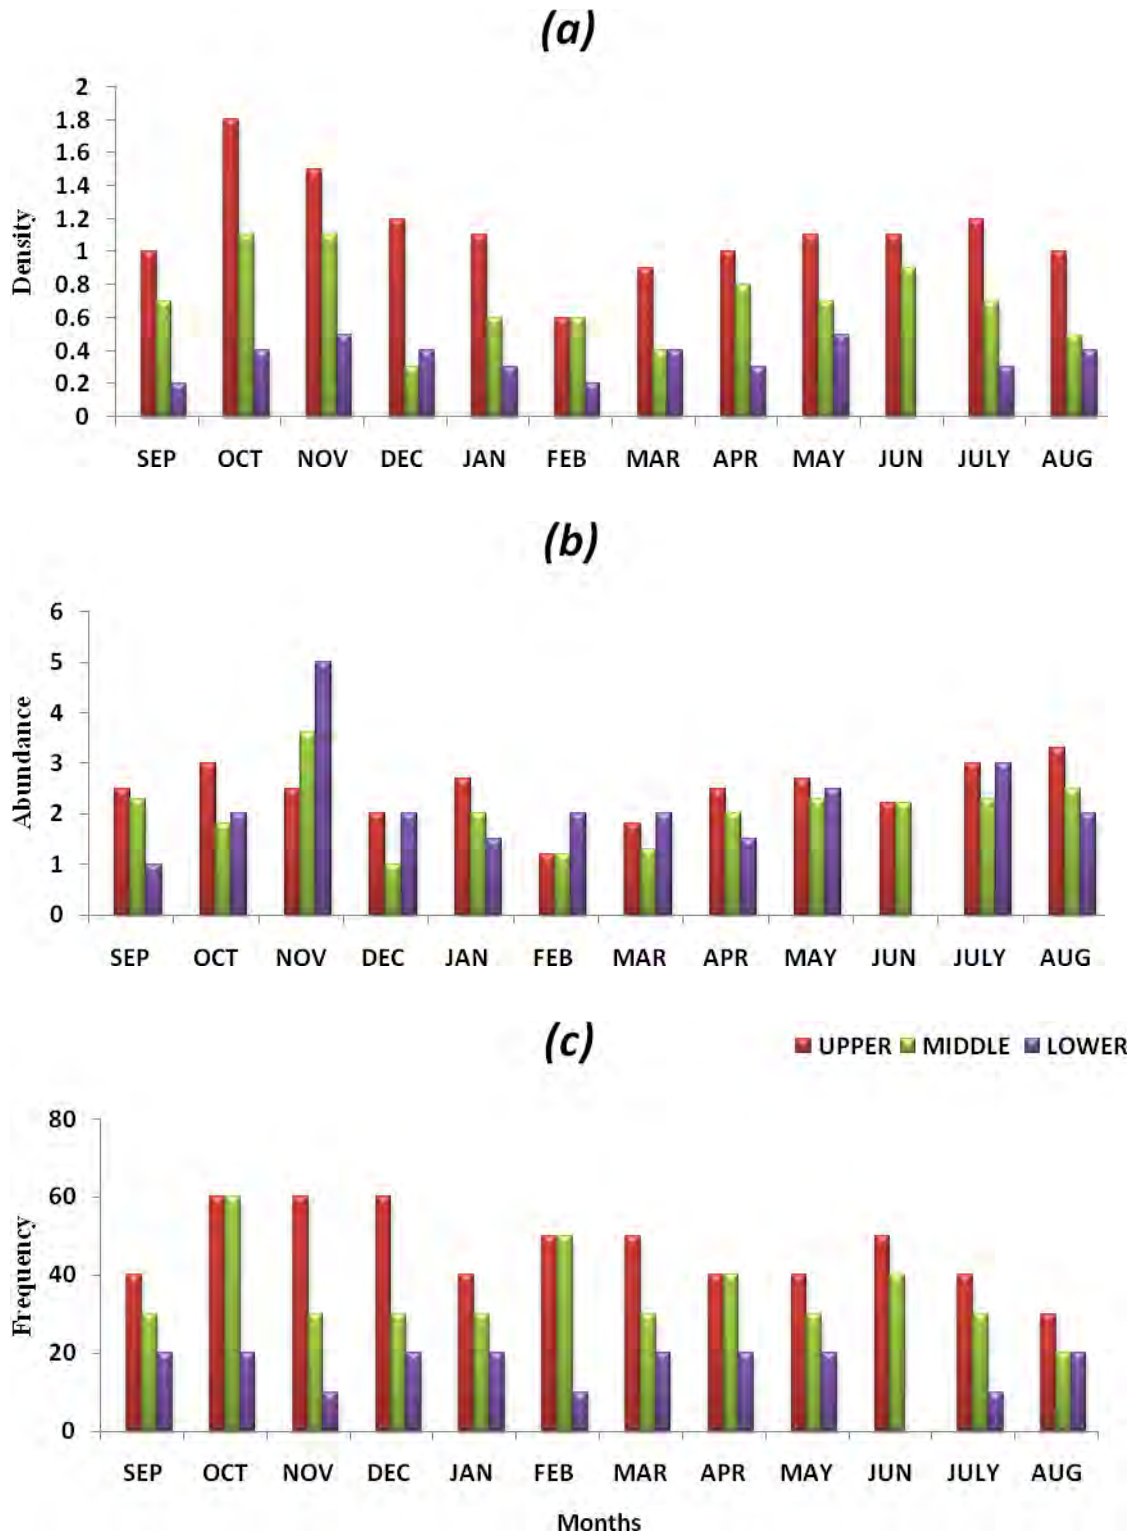 (a)
2
1.8
1.6
1.4
1.2
1
0.8
0.6
0.4
0.2
0
Density
SEP OCT NOV DEC JAN FEB MAR APR MAY JUN JULY AUG
(b)
6
5
4
3
2
1
0
Abundance
SEP OCT NOV DEC JAN FEB MAR APR MAY JUN JULY AUG
(c)
UPPER MIDDLE LOWER
80
60
40
20
0
Frequency
SEP OCT NOV DEC JAN FEB MAR APR MAY JUN JULY AUG
Months